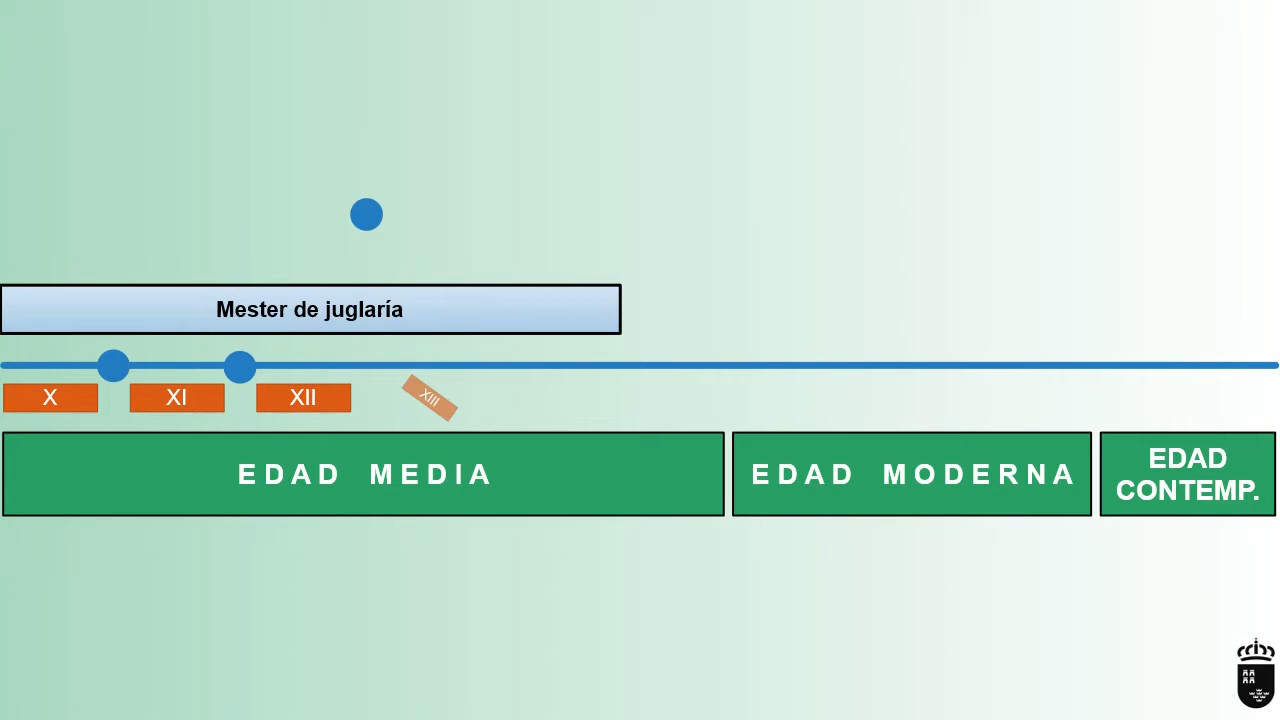 Mester de juglaría
X XI XII XIII
EDAD MEDIA
EDAD MODERNA
EDAD
CONTEMP.